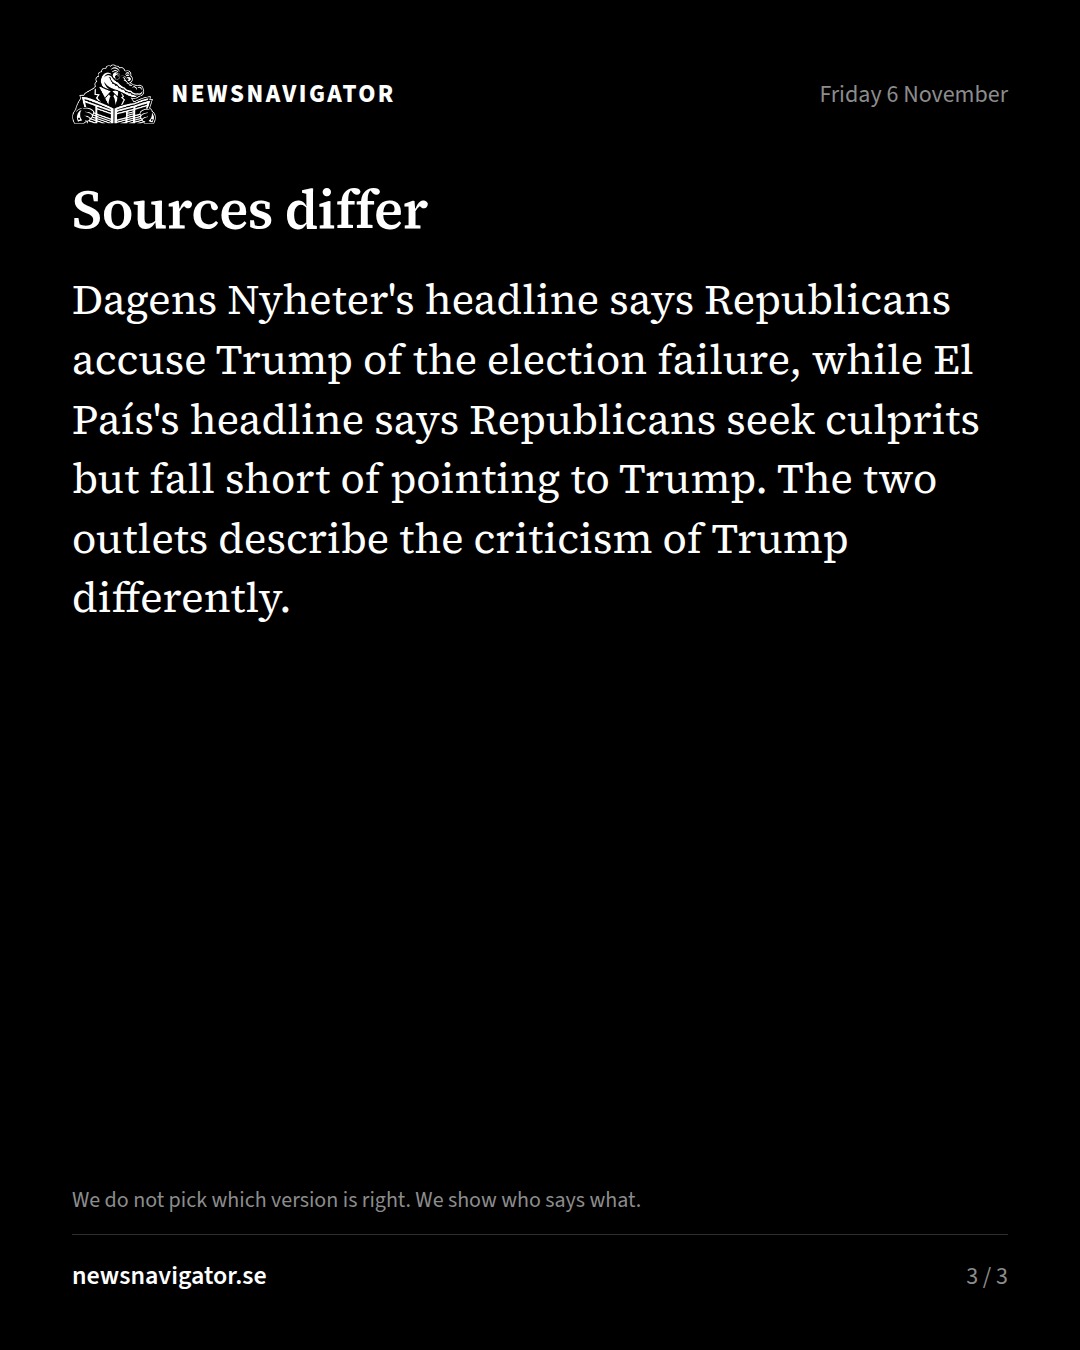 NEWSNAVIGATOR
Friday 6 November
Sources differ
Dagens Nyheter's headline says Republicans
accuse Trump of the election failure, while El
País's headline says Republicans seek culprits
but fall short of pointing to Trump. The two
outlets describe the criticism of Trump
differently.
We do not pick which version is right. We show who says what.
newsnavigator.se
3 / 3